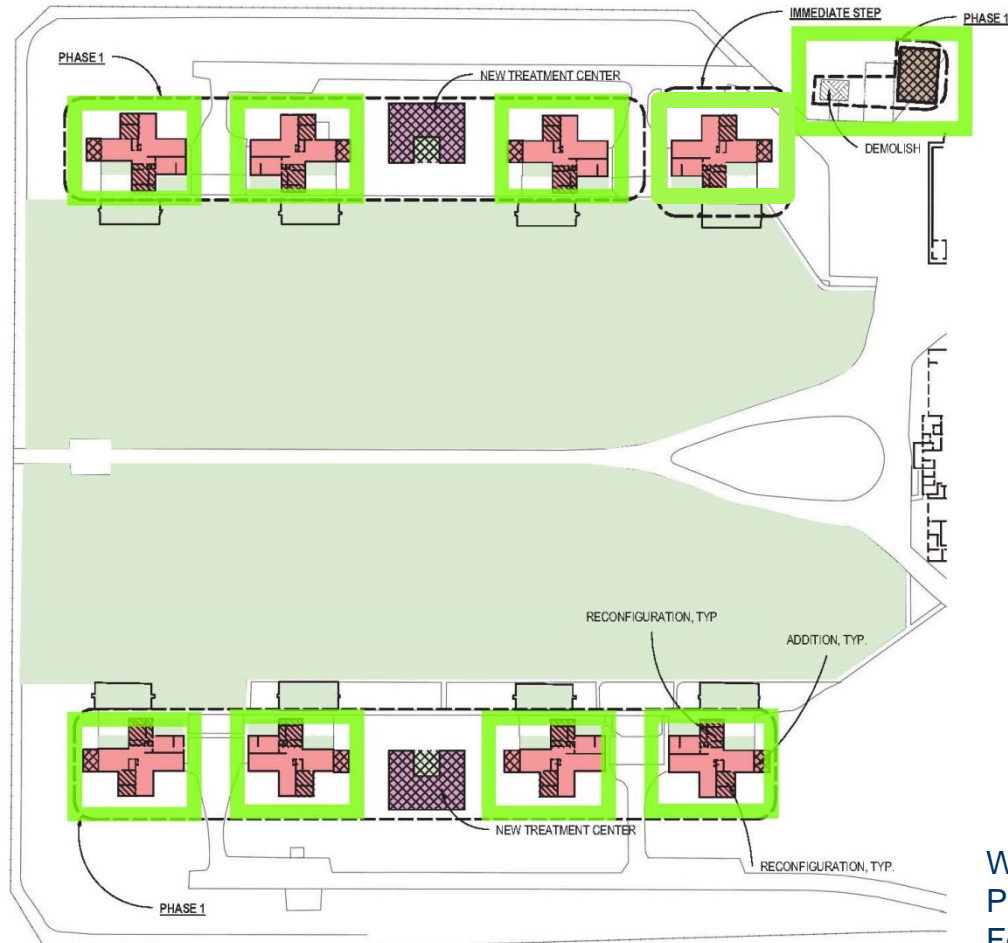 IMMEDIATE STEP
PHASE 1
PHASE 1
NEW TREATMENT CENTER
DEMOLISH
RECONFIGURATION, TYP
ADDITION, TYP.
NEW TREATMENT CENTER
RECONFIGURATION, TYP.
PHASE 1